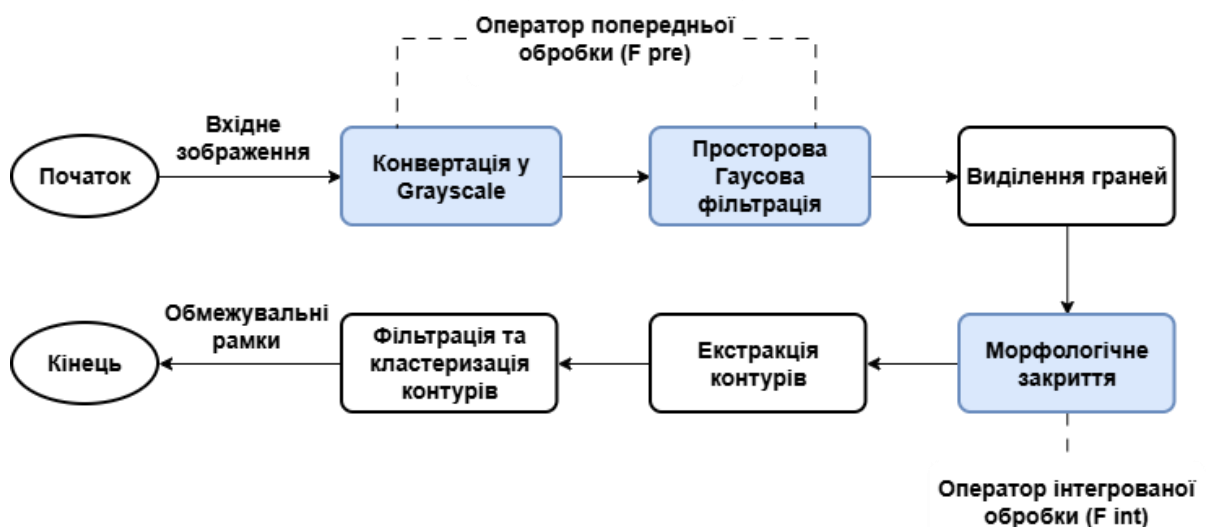 Оператор попередньої
обробки (F pre)
Вхідне
зображення
Початок
Конвертація у
Grayscale
Просторова
Гаусова
фільтрація
Виділення граней
Обмежувальні
рамки
Кінець
Фільтрація та
кластеризація
контурів
Екстракція
контурів
Морфологічне
закриття
Оператор інтегрованої
обробки (F int)